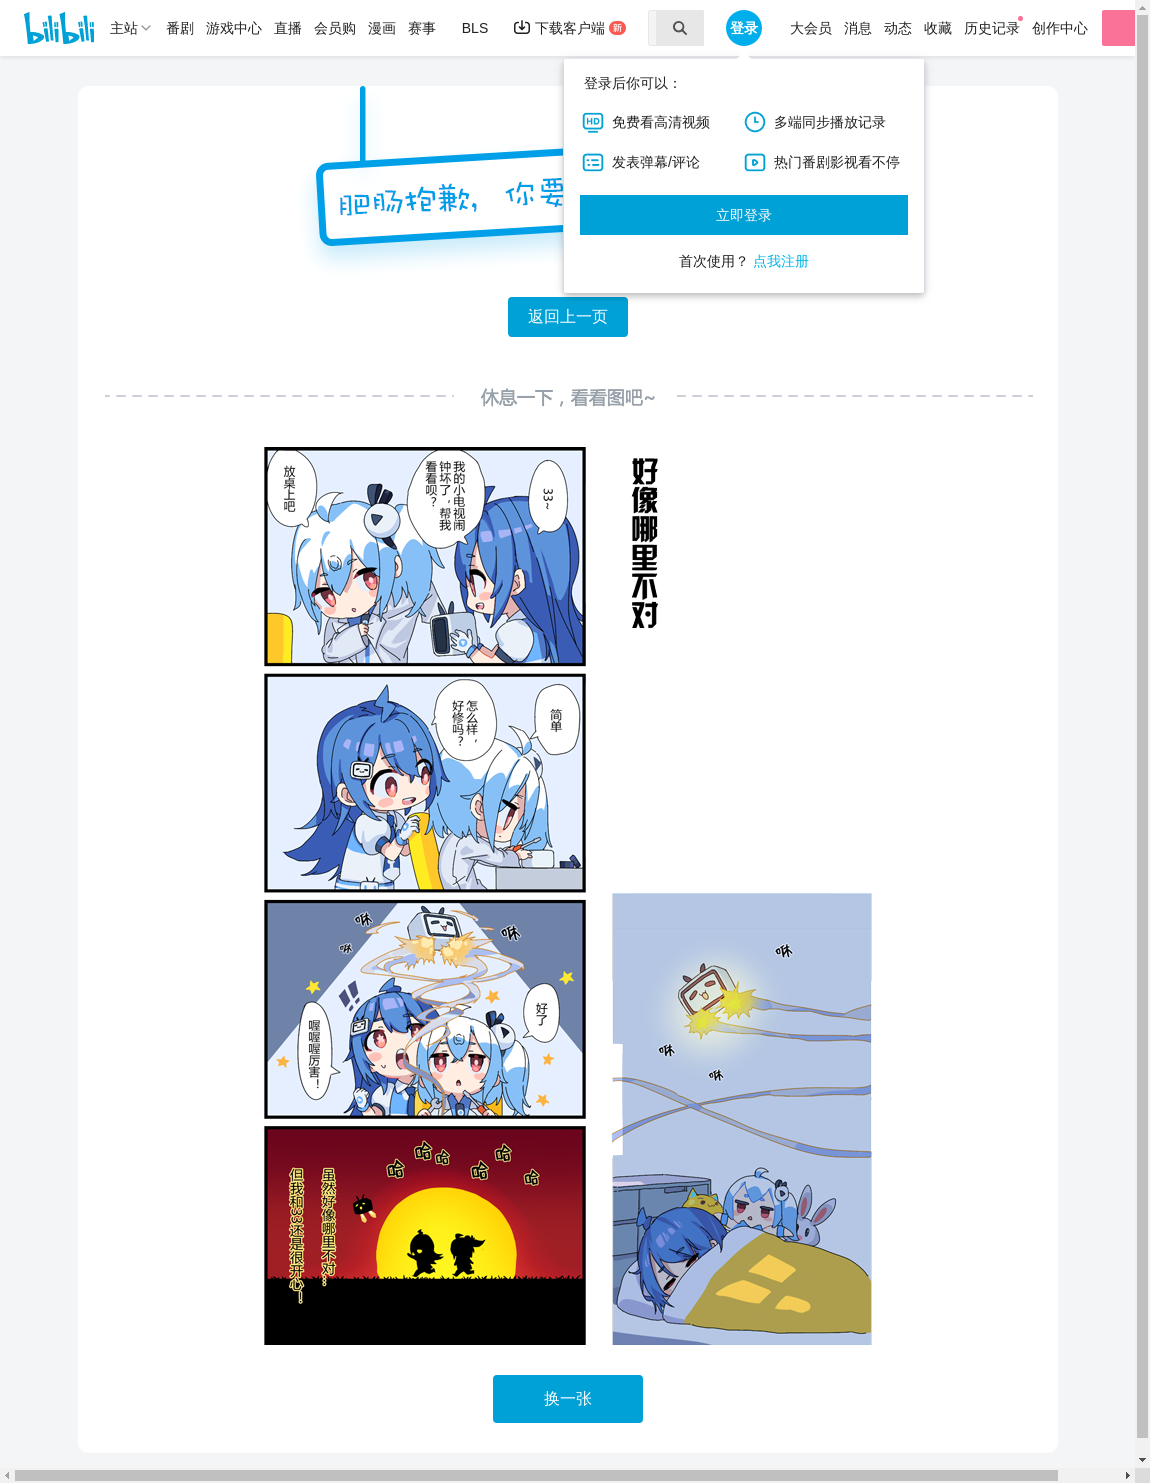 bilibili
主站
番剧
游戏中心
直播
会员购
漫画
赛事
BLS
下载客户端
新
登录
大会员
消息
动态
收藏
历史记录
创作中心
登录后你可以：
HD
免费看高清视频
多端同步播放记录
发表弹幕/评论
热门番剧影视看不停
立即登录
首次使用？ 点我注册
肥肠抱歉，你要
返回上一页
休息一下，看看图吧~
33~
我的小电视闹
钟坏了，帮我
看看呗？
放桌上吧
简单
怎么样，
好修吗？
咻
咻
咻
好了
喔喔喔厉害！
哈
哈
哈
哈
哈
哈
虽然好像哪里不对…
但我和33还是很开心！
好像哪里不对
咻
咻
咻
换一张